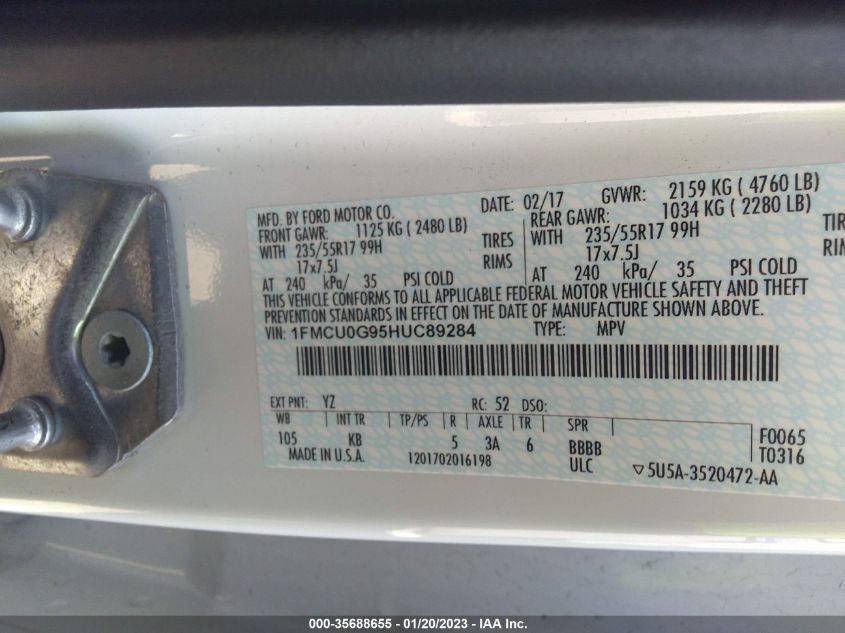 MFD. BY FORD MOTOR CO. DATE: 02/17 GVWR: 2159 KG ( 4760 LB)
FRONT GAWR: 1125 KG ( 2480 LB) REAR GAWR: 1034 KG ( 2280 LB)
WITH 235/55R17 99H TIRES WITH 235/55R17 99H TIRES
17x7.5J RIMS 17x7.5J RIM
AT 240 kPa/ 35 PSI COLD AT 240 kPa/ 35 PSI COLD
THIS VEHICLE CONFORMS TO ALL APPLICABLE FEDERAL MOTOR VEHICLE SAFETY AND THEFT
PREVENTION STANDARDS IN EFFECT ON THE DATE OF MANUFACTURE SHOWN ABOVE.
VIN: 1FMCU0G95HUC89284 TYPE: MPV
EXT PNT: YZ RC: 52 DSO:
WB INT TR TP/PS R AXLE TR SPR
105 KB 5 3A 6 BBBB F0065
MADE IN U.S.A. 1201702016198 ULC T0316
▽5U5A-3520472-AA
000-35688655 - 01/20/2023 - IAA Inc.